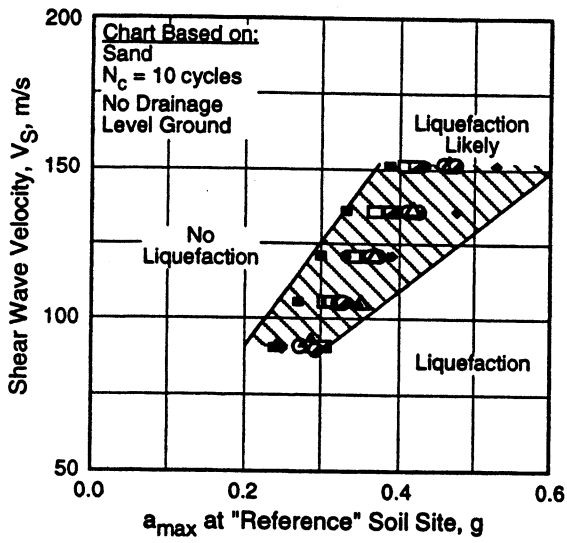 200
Chart Based on:
Sand
N_c = 10 cycles
No Drainage
Level Ground
Liquefaction
Likely
150
No
Liquefaction
100
Liquefaction
50
0.0
0.2
0.4
0.6
Shear Wave Velocity, V_S, m/s
a_max at "Reference" Soil Site, g